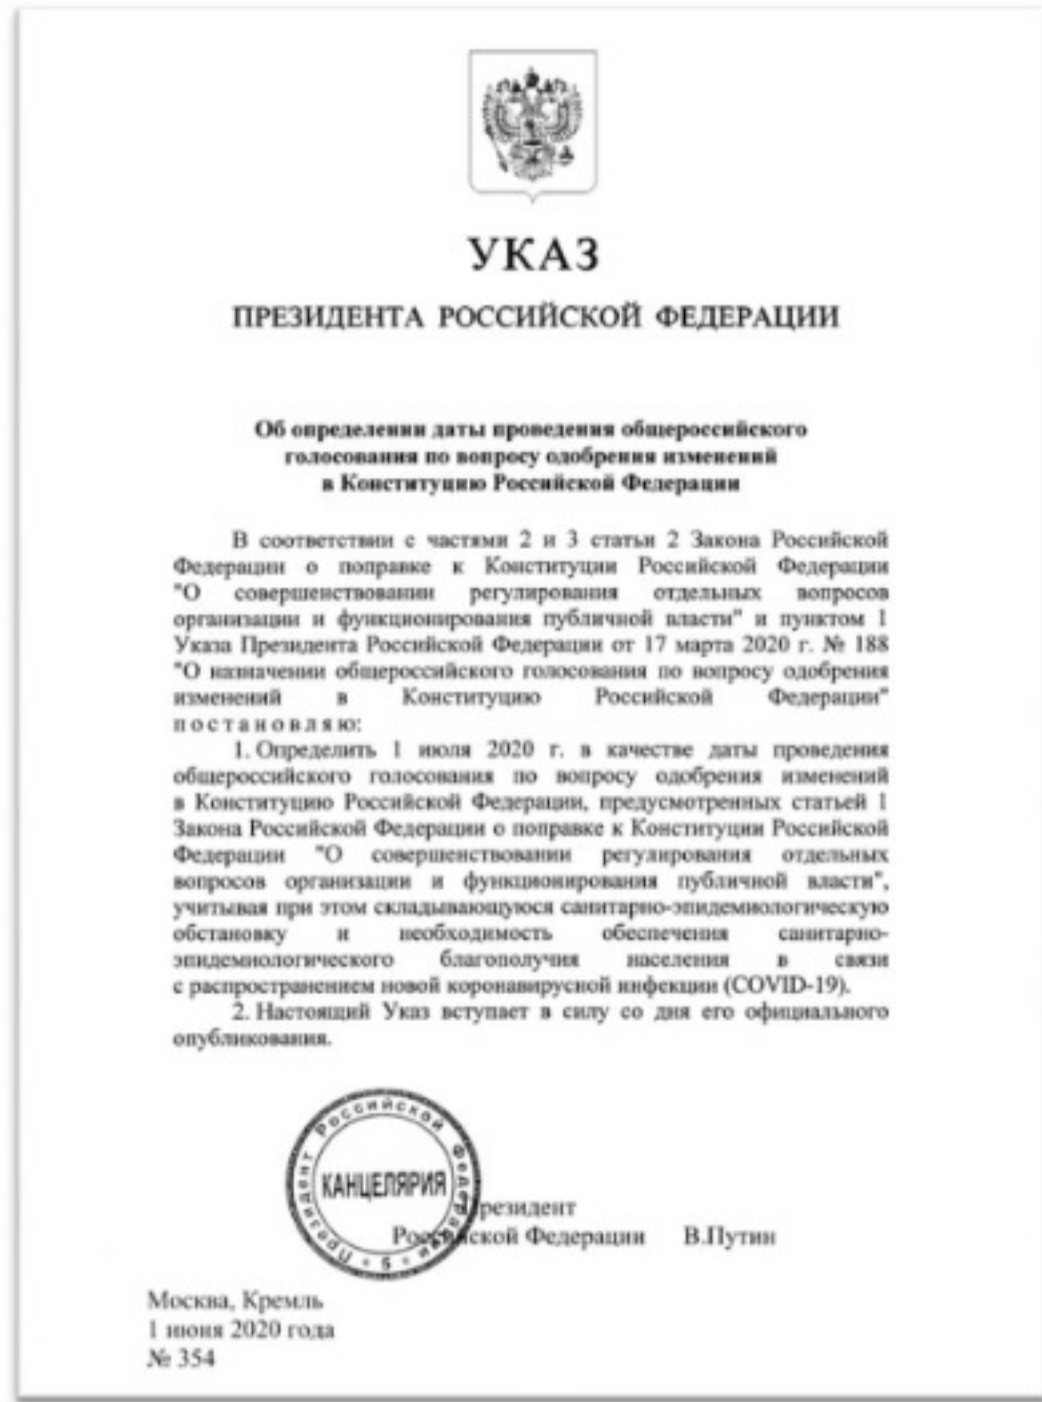 УКАЗ
ПРЕЗИДЕНТА РОССИЙСКОЙ ФЕДЕРАЦИИ
Об определении даты проведения общероссийского
голосования по вопросу одобрения изменений
в Конституцию Российской Федерации
В соответствии с частями 2 и 3 статьи 2 Закона Российской
Федерации о поправке к Конституции Российской Федерации
"О совершенствовании регулирования отдельных вопросов
организации и функционирования публичной власти" и пунктом 1
Указа Президента Российской Федерации от 17 марта 2020 г. № 188
"О назначении общероссийского голосования по вопросу одобрения
изменений в Конституцию Российской Федерации"
п о с т а н о в л я ю:
1. Определить 1 июля 2020 г. в качестве даты проведения
общероссийского голосования по вопросу одобрения изменений
в Конституцию Российской Федерации, предусмотренных статьей 1
Закона Российской Федерации о поправке к Конституции Российской
Федерации "О совершенствовании регулирования отдельных
вопросов организации и функционирования публичной власти",
учитывая при этом складывающуюся санитарно-эпидемиологическую
обстановку и необходимость обеспечения санитарно-
эпидемиологического благополучия населения в связи
с распространением новой коронавирусной инфекции (COVID-19).
2. Настоящий Указ вступает в силу со дня его официального
опубликования.
Президент Российской Федерации * 5 *
КАНЦЕЛЯРИЯ
Президент
Российской Федерации В.Путин
Москва, Кремль
1 июня 2020 года
№ 354